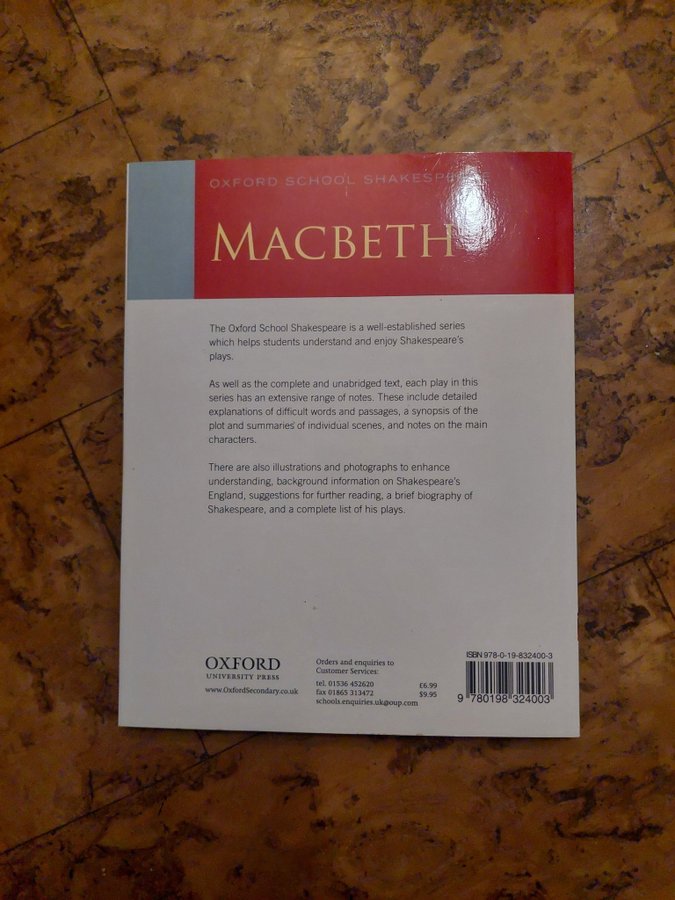 OXFORD SCHOOL SHAKESPEARE
MACBETH
The Oxford School Shakespeare is a well-established series
which helps students understand and enjoy Shakespeare's
plays.
As well as the complete and unabridged text, each play in this
series has an extensive range of notes. These include detailed
explanations of difficult words and passages, a synopsis of the
plot and summaries of individual scenes, and notes on the main
characters.
There are also illustrations and photographs to enhance
understanding, background information on Shakespeare's
England, suggestions for further reading, a brief biography of
Shakespeare, and a complete list of his plays.
OXFORD
UNIVERSITY PRESS
www.OxfordSecondary.co.uk
Orders and enquiries to
Customer Services:
tel. 01536 452620
fax 01865 313472
schools.enquiries.uk@oup.com
£6.99
$9.95
ISBN 978-0-19-832400-3
9 780198 324003